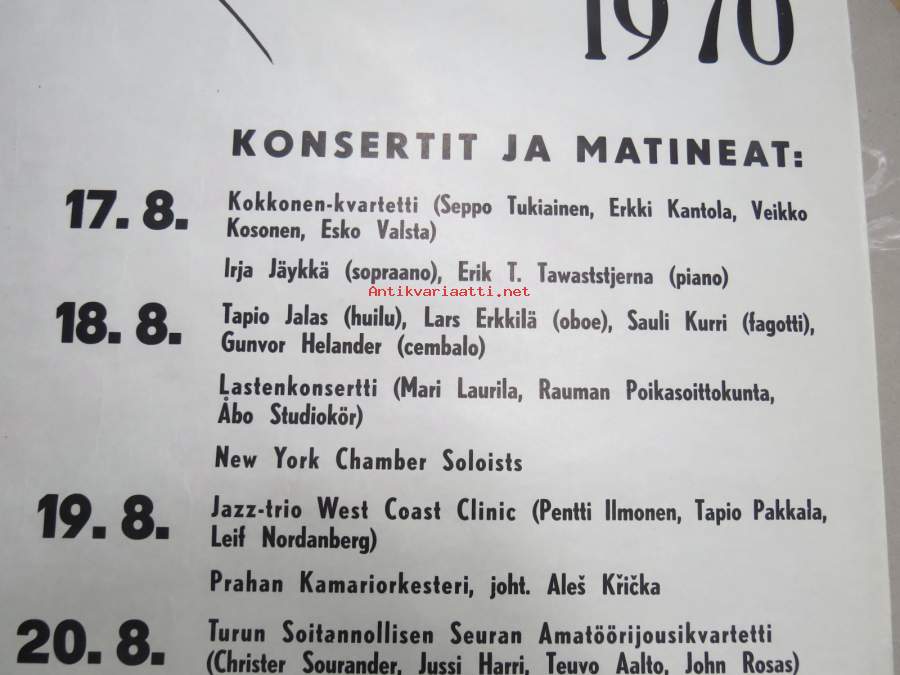 1970
KONSERTIT JA MATINEAT:
17. 8. Kokkonen-kvartetti (Seppo Tukiainen, Erkki Kantola, Veikko
Kosonen, Esko Valsta)
Irja Jäykkä (sopraano), Erik T. Tawaststjerna (piano)
Antikvariaatti.net
18. 8. Tapio Jalas (huilu), Lars Erkkilä (oboe), Sauli Kurri (fagotti),
Gunvor Helander (cembalo)
Lastenkonsertti (Mari Laurila, Rauman Poikasoittokunta,
Åbo Studiokör)
New York Chamber Soloists
19. 8. Jazz-trio West Coast Clinic (Pentti Ilmonen, Tapio Pakkala,
Leif Nordanberg)
Prahan Kamariorkesteri, joht. Aleš Křička
20. 8. Turun Soitannollisen Seuran Amatöörijousikvartetti
(Christer Sourander, Jussi Harri, Teuvo Aalto, John Rosas)